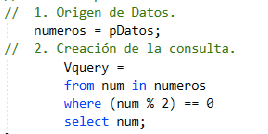 //  1. Origen de Datos.
numeros = pDatos;
//  2. Creación de la consulta.
Vquery =
from num in numeros
where (num % 2) == 0
select num;